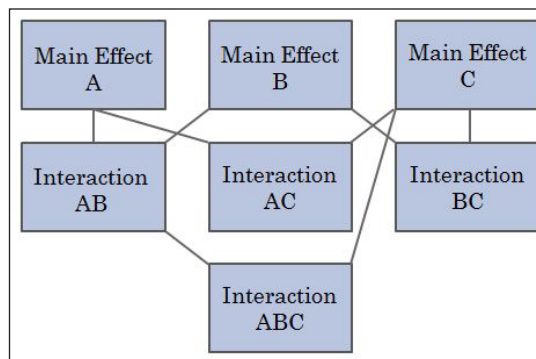 Main Effect
A
Main Effect
B
Main Effect
C
Interaction
AB
Interaction
AC
Interaction
BC
Interaction
ABC